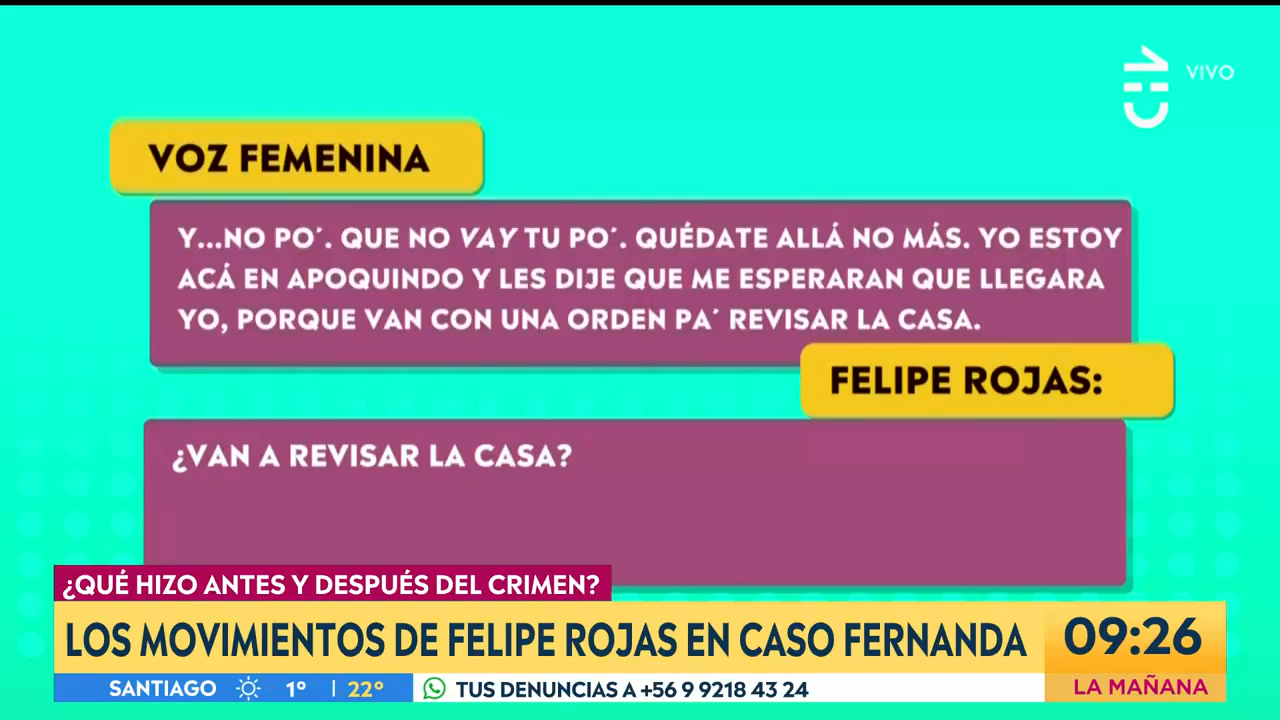 CHV
VIVO
VOZ FEMENINA
Y...NO PO´. QUE NO VAY TU PO´. QUÉDATE ALLÁ NO MÁS. YO ESTOY
ACÁ EN APOQUINDO Y LES DIJE QUE ME ESPERARAN QUE LLEGARA
YO, PORQUE VAN CON UNA ORDEN PA´ REVISAR LA CASA.
FELIPE ROJAS:
¿VAN A REVISAR LA CASA?
¿QUÉ HIZO ANTES Y DESPUÉS DEL CRIMEN?
LOS MOVIMIENTOS DE FELIPE ROJAS EN CASO FERNANDA
09:26
SANTIAGO 1° | 22°
TUS DENUNCIAS A +56 9 9218 43 24
LA MAÑANA